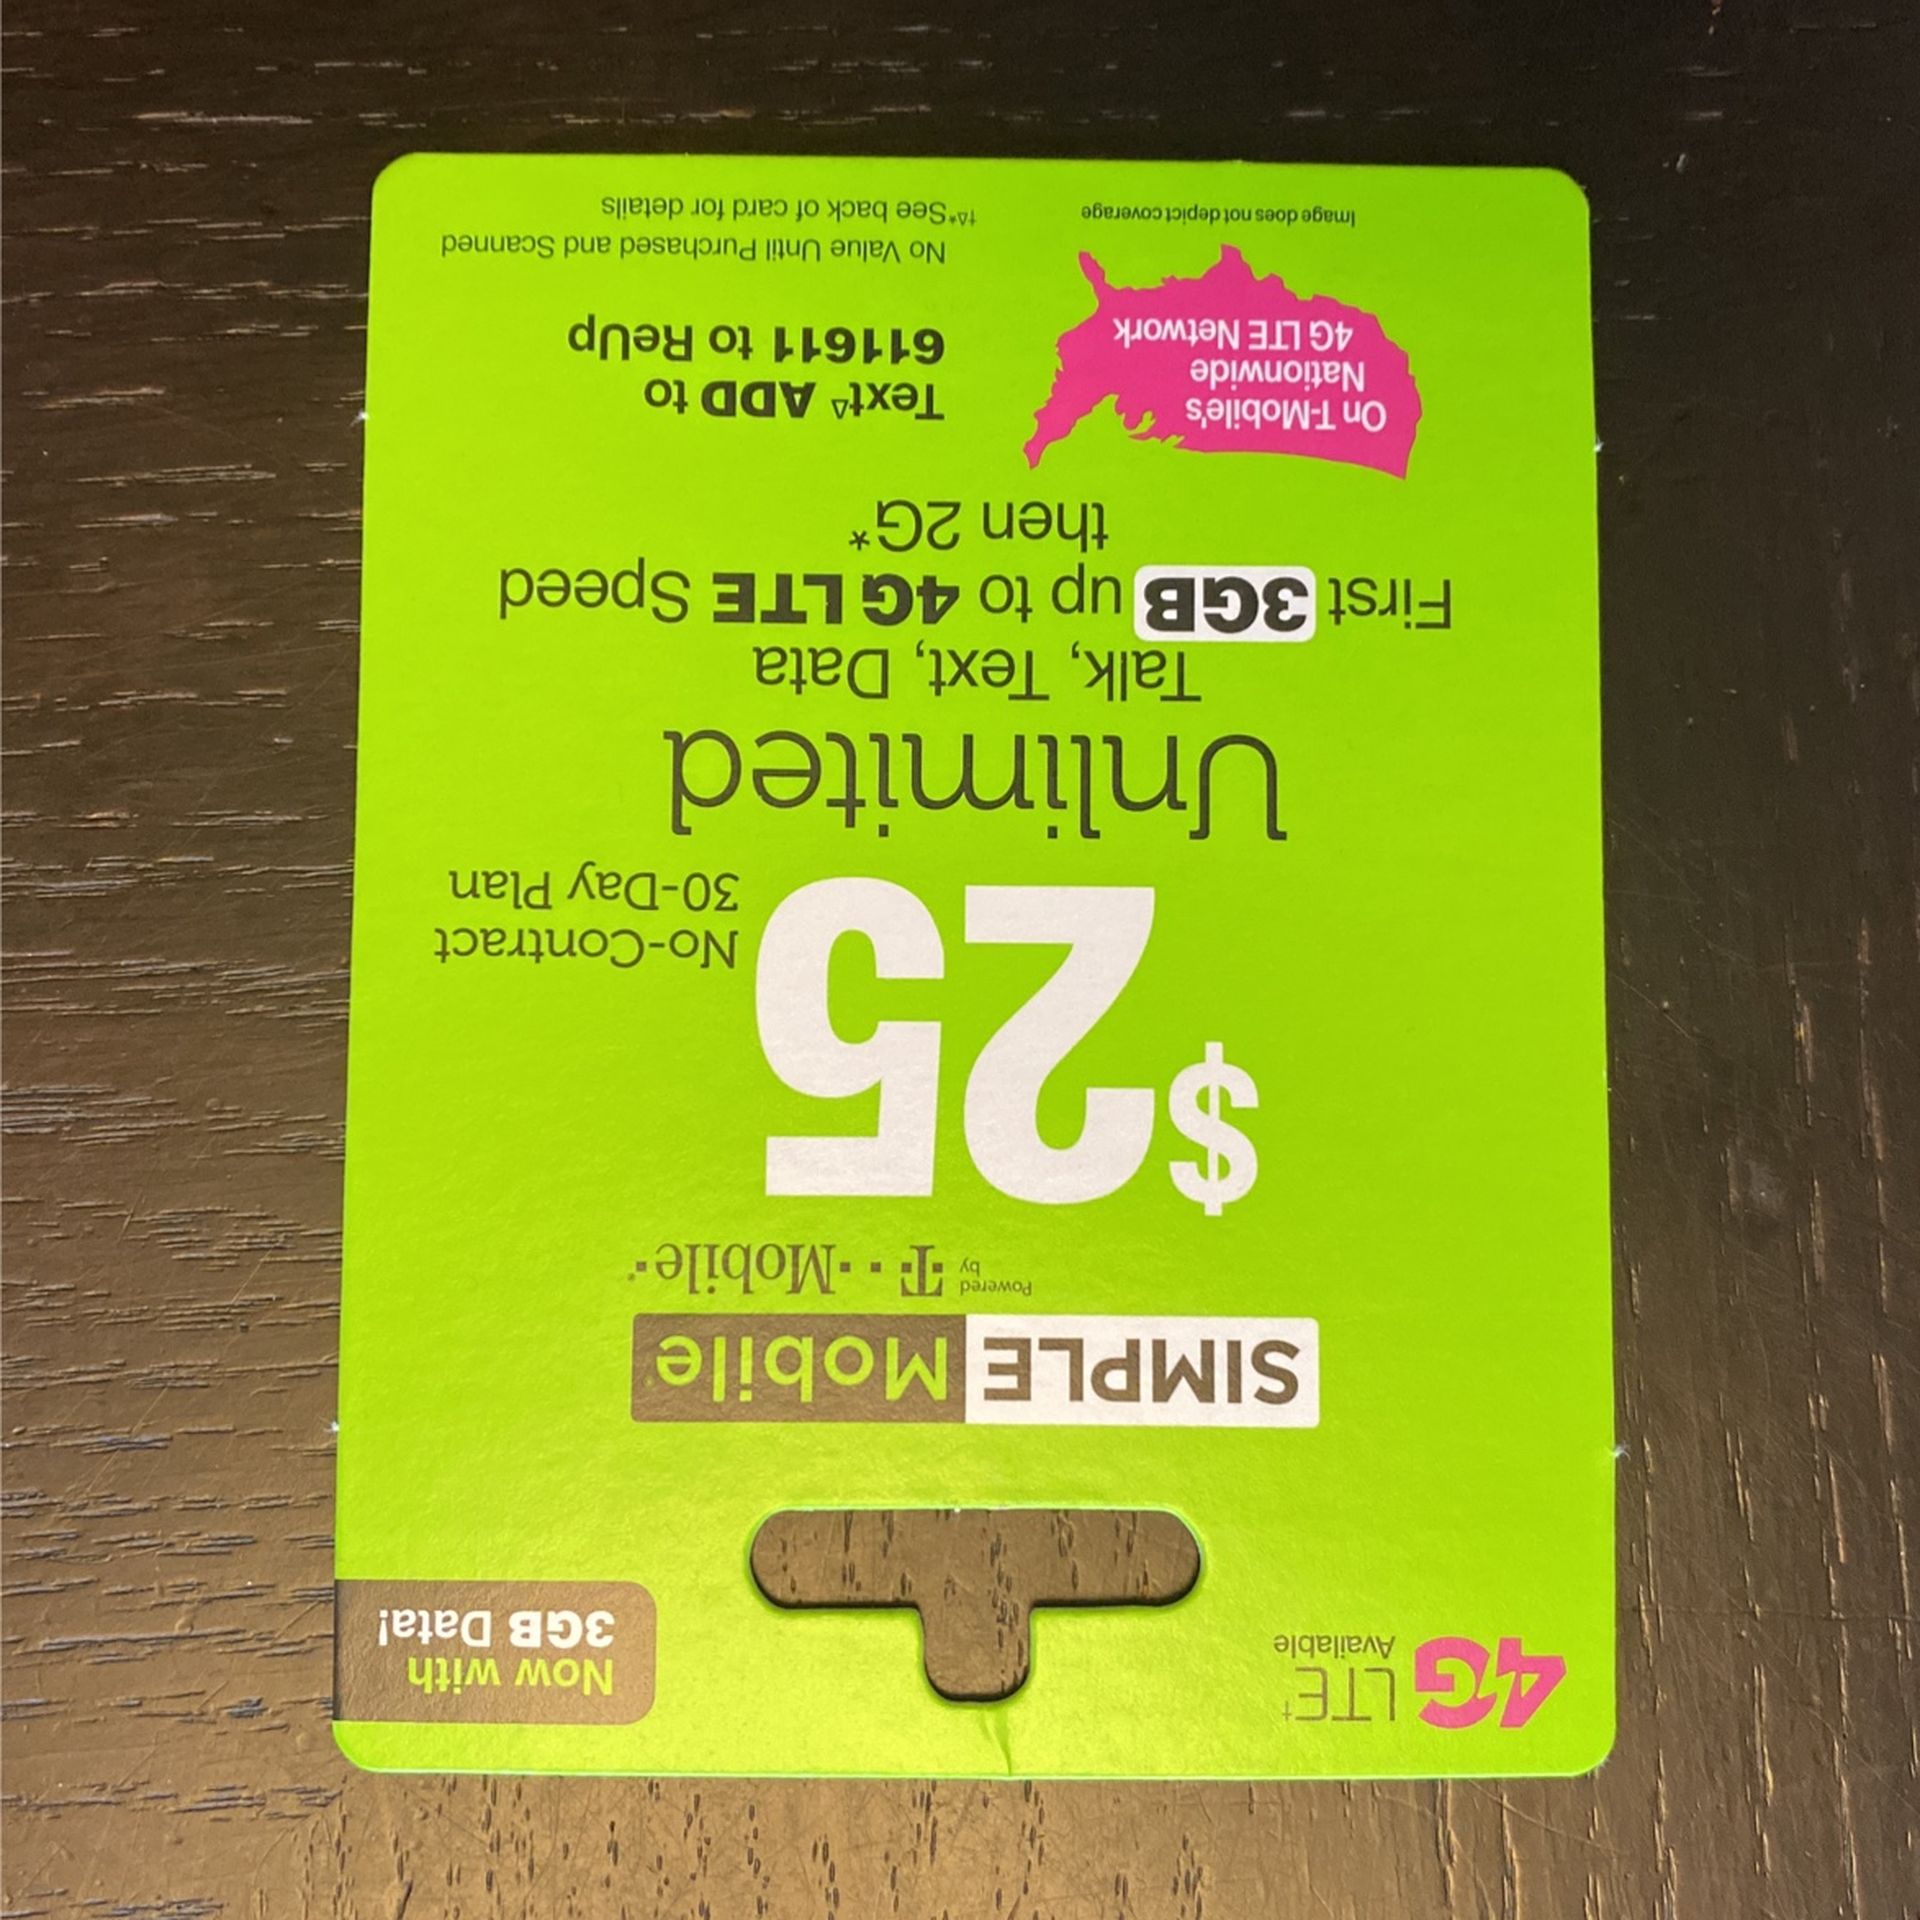 4G LTE†
Available
Now with
3GB Data!
SIMPLE Mobile
Powered by T··Mobile·®
$25
No-Contract
30-Day Plan
Unlimited
Talk, Text, Data
First 3GB up to 4G LTE Speed
then 2G*
On T-Mobile's
Nationwide
4G LTE Network
Image does not depict coverage
Text∆ ADD to
611611 to ReUp
No Value Until Purchased and Scanned
†∆*See back of card for details